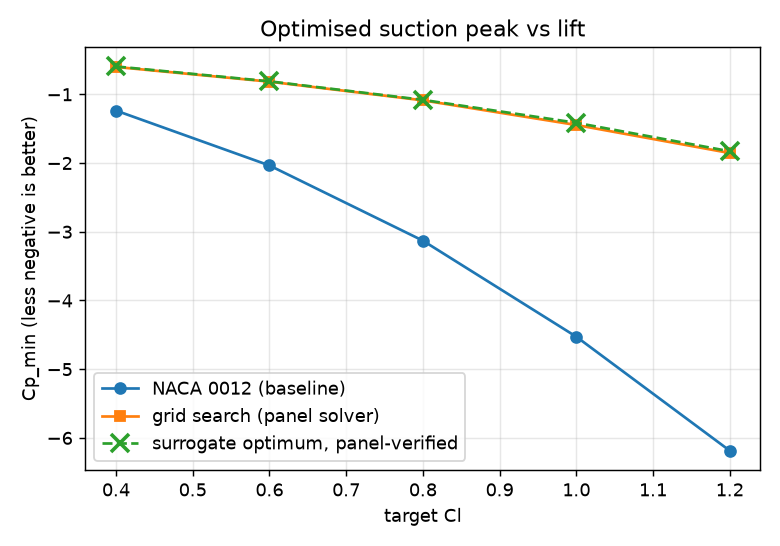 Optimised suction peak vs lift
Cp_min (less negative is better)
−1
−2
−3
−4
−5
−6
NACA 0012 (baseline)
grid search (panel solver)
surrogate optimum, panel-verified
0.4 0.5 0.6 0.7 0.8 0.9 1.0 1.1 1.2
target Cl